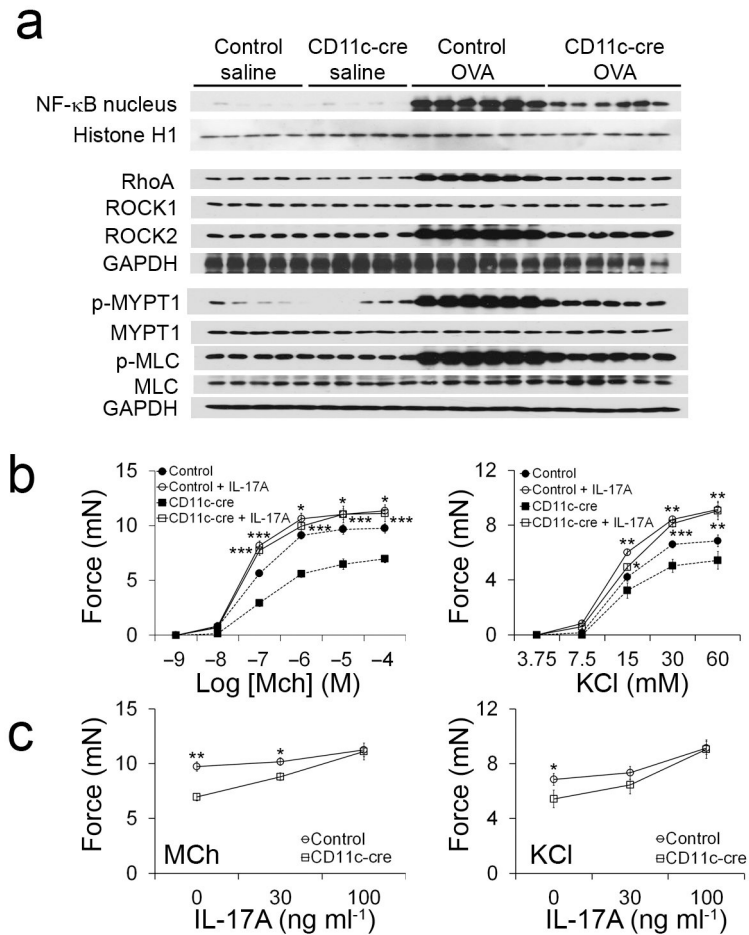 a
Control CD11c-cre Control CD11c-cre
saline saline OVA OVA
NF-κB nucleus
Histone H1
RhoA
ROCK1
ROCK2
GAPDH
p-MYPT1
MYPT1
p-MLC
MLC
GAPDH
b
Force (mN)
15
10
5
0
Control
Control + IL-17A
CD11c-cre
CD11c-cre + IL-17A
* * *
***
*** *** *** ***
–9 –8 –7 –6 –5 –4
Log [Mch] (M)
Force (mN)
12
8
4
0
Control
Control + IL-17A
CD11c-cre
CD11c-cre + IL-17A
**
**
** *** **
*
3.75 7.5 15 30 60
KCl (mM)
c
Force (mN)
15
10
5
0
** *
Control
CD11c-cre
MCh
0 30 100
IL-17A (ng ml-1)
Force (mN)
12
8
4
0
*
Control
CD11c-cre
KCl
0 30 100
IL-17A (ng ml-1)